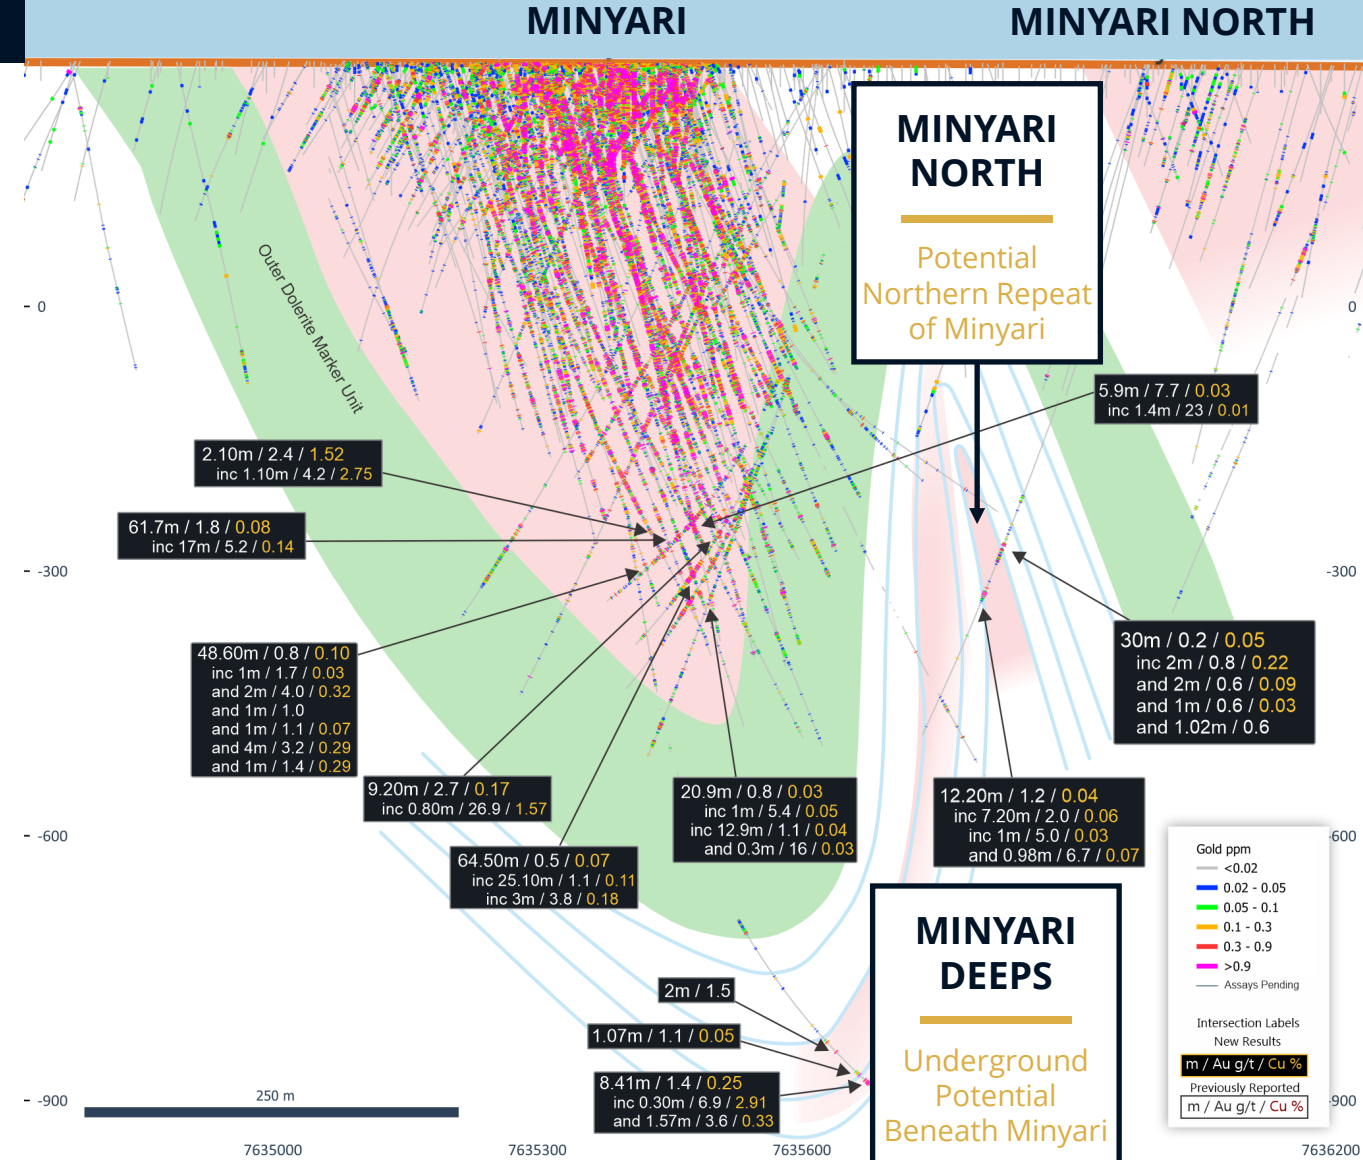 MINYARI
MINYARI NORTH
MINYARI
NORTH
Potential
Northern Repeat
of Minyari
Outer Dolerite Marker Unit
0
0
5.9m / 7.7 / 0.03
inc 1.4m / 23 / 0.01
2.10m / 2.4 / 1.52
inc 1.10m / 4.2 / 2.75
61.7m / 1.8 / 0.08
inc 17m / 5.2 / 0.14
-300
-300
48.60m / 0.8 / 0.10
inc 1m / 1.7 / 0.03
and 2m / 4.0 / 0.32
and 1m / 1.0
and 1m / 1.1 / 0.07
and 4m / 3.2 / 0.29
and 1m / 1.4 / 0.29
30m / 0.2 / 0.05
inc 2m / 0.8 / 0.22
and 2m / 0.6 / 0.09
and 1m / 0.6 / 0.03
and 1.02m / 0.6
9.20m / 2.7 / 0.17
inc 0.80m / 26.9 / 1.57
20.9m / 0.8 / 0.03
inc 1m / 5.4 / 0.05
inc 12.9m / 1.1 / 0.04
and 0.3m / 16 / 0.03
12.20m / 1.2 / 0.04
inc 7.20m / 2.0 / 0.06
inc 1m / 5.0 / 0.03
and 0.98m / 6.7 / 0.07
-600
-600
64.50m / 0.5 / 0.07
inc 25.10m / 1.1 / 0.11
inc 3m / 3.8 / 0.18
MINYARI
DEEPS
Underground
Potential
Beneath Minyari
2m / 1.5
1.07m / 1.1 / 0.05
8.41m / 1.4 / 0.25
inc 0.30m / 6.9 / 2.91
and 1.57m / 3.6 / 0.33
Gold ppm
<0.02
0.02 - 0.05
0.05 - 0.1
0.1 - 0.3
0.3 - 0.9
>0.9
Assays Pending
Intersection Labels
New Results
m / Au g/t / Cu %
Previously Reported
m / Au g/t / Cu %
-900
-900
250 m
7635000
7635300
7635600
7636200